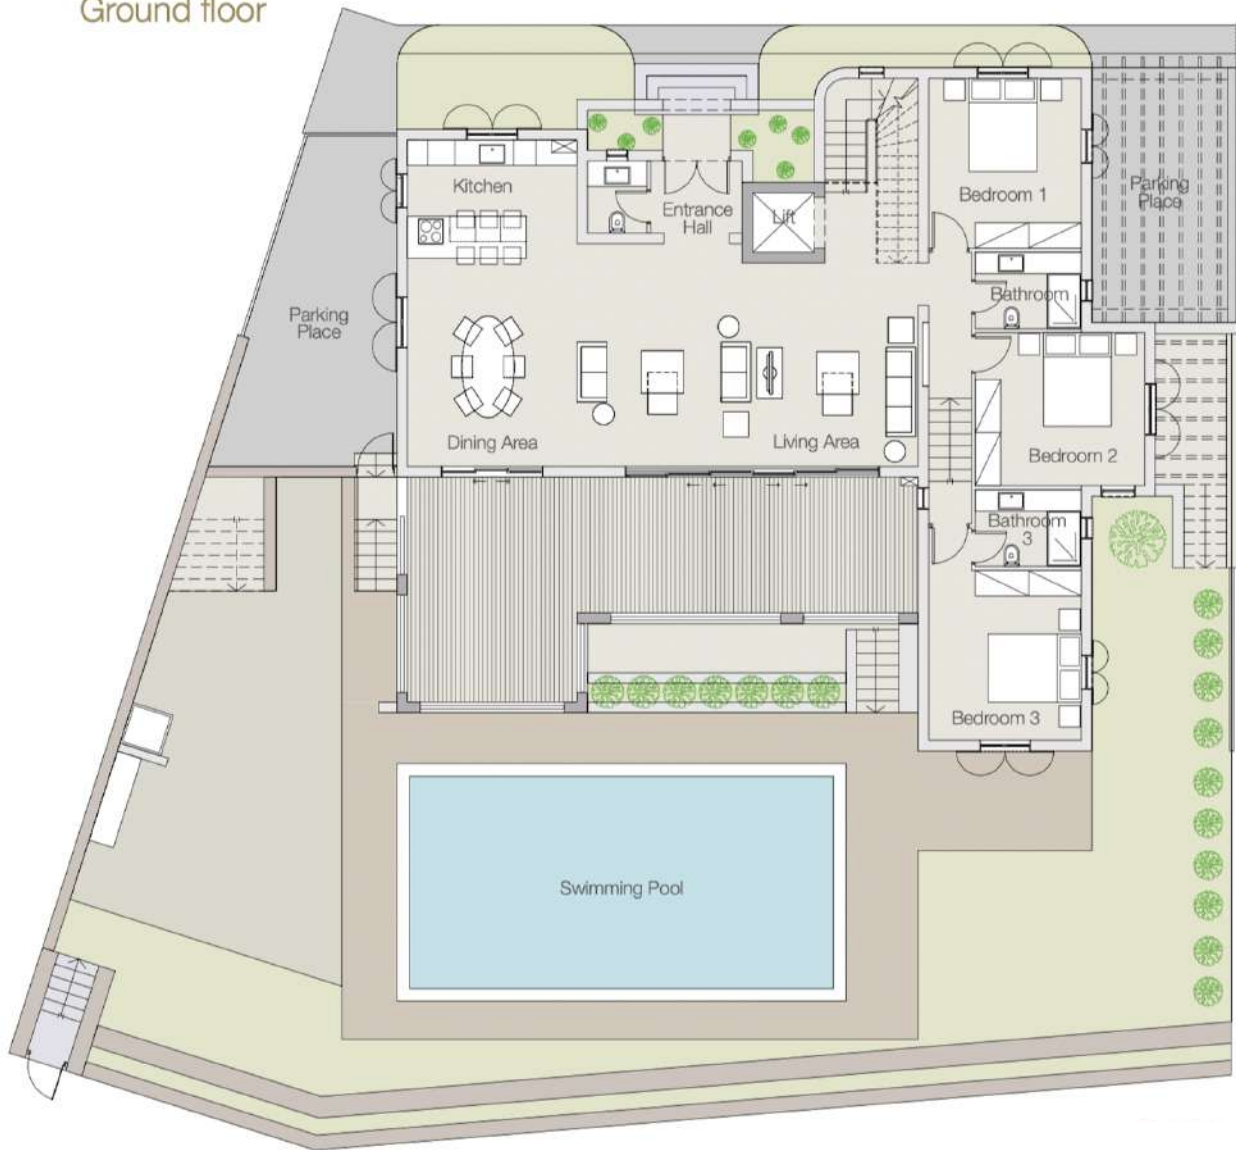 Ground floor
Kitchen
Entrance
Hall
Lift
Bedroom 1
Parking
Place
Bathroom
Parking
Place
Dining Area
Living Area
Bedroom 2
Bathroom
3
Bedroom 3
Swimming Pool